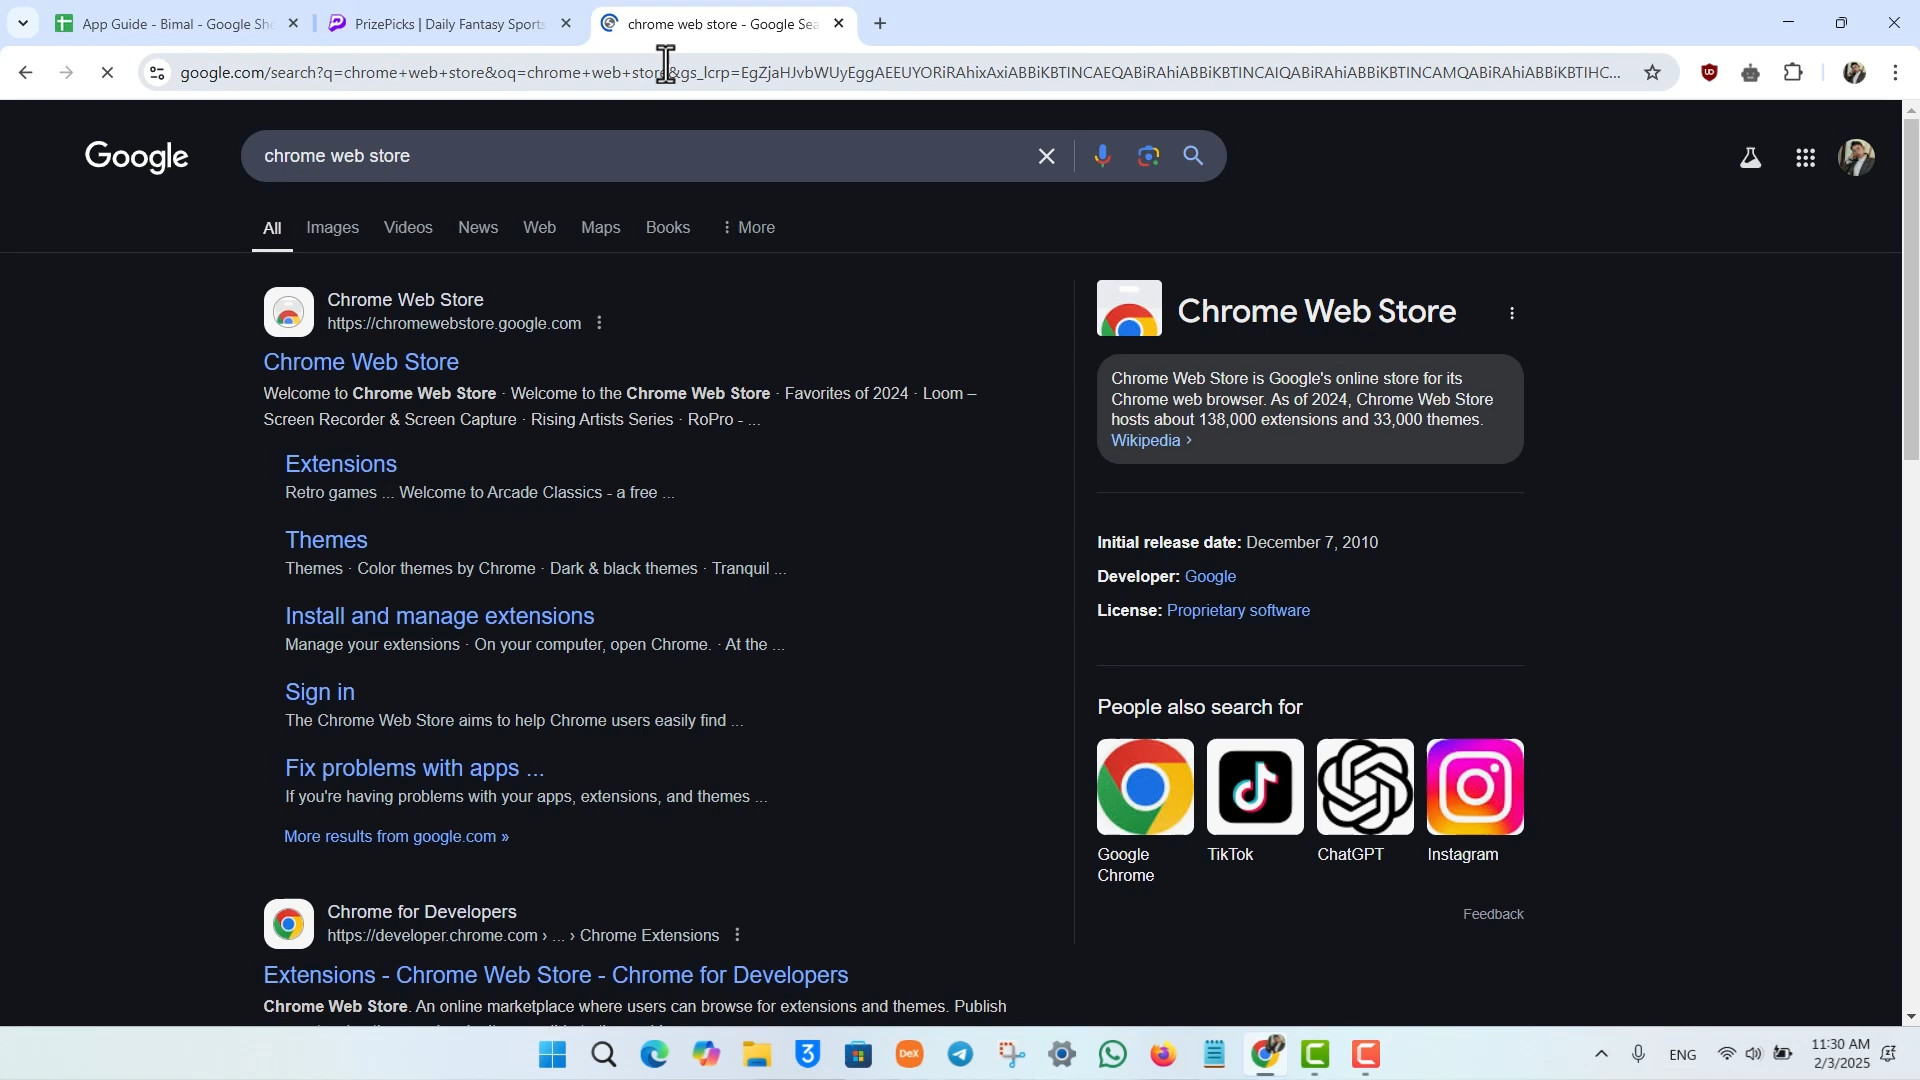 App Guide - Bimal - Google She
PrizePicks | Daily Fantasy Sports
chrome web store - Google Sea
google.com/search?q=chrome+web+store&oq=chrome+web+store&gs_lcrp=EgZjaHJvbWUyEggAEEUYORiRAhixAxiABBiKBTINCAEQABiRAhiABBiKBTINCAIQABiRAhiABBiKBTINCAMQABiRAhiABBiKBTIHC...
Google
chrome web store
All Images Videos News Web Maps Books More
Chrome Web Store
https://chromewebstore.google.com
Chrome Web Store
Welcome to Chrome Web Store · Welcome to the Chrome Web Store · Favorites of 2024 · Loom –
Screen Recorder & Screen Capture · Rising Artists Series · RoPro - ...
Extensions
Retro games ... Welcome to Arcade Classics - a free ...
Themes
Themes · Color themes by Chrome · Dark & black themes · Tranquil ...
Install and manage extensions
Manage your extensions · On your computer, open Chrome. · At the ...
Sign in
The Chrome Web Store aims to help Chrome users easily find ...
Fix problems with apps ...
If you're having problems with your apps, extensions, and themes ...
More results from google.com »
Chrome for Developers
https://developer.chrome.com › ... › Chrome Extensions
Extensions - Chrome Web Store - Chrome for Developers
Chrome Web Store. An online marketplace where users can browse for extensions and themes. Publish
Chrome Web Store
Chrome Web Store is Google's online store for its
Chrome web browser. As of 2024, Chrome Web Store
hosts about 138,000 extensions and 33,000 themes.
Wikipedia ›
Initial release date: December 7, 2010
Developer: Google
License: Proprietary software
People also search for
Google
Chrome
TikTok
ChatGPT
Instagram
Feedback
DeX
ENG
11:30 AM
2/3/2025